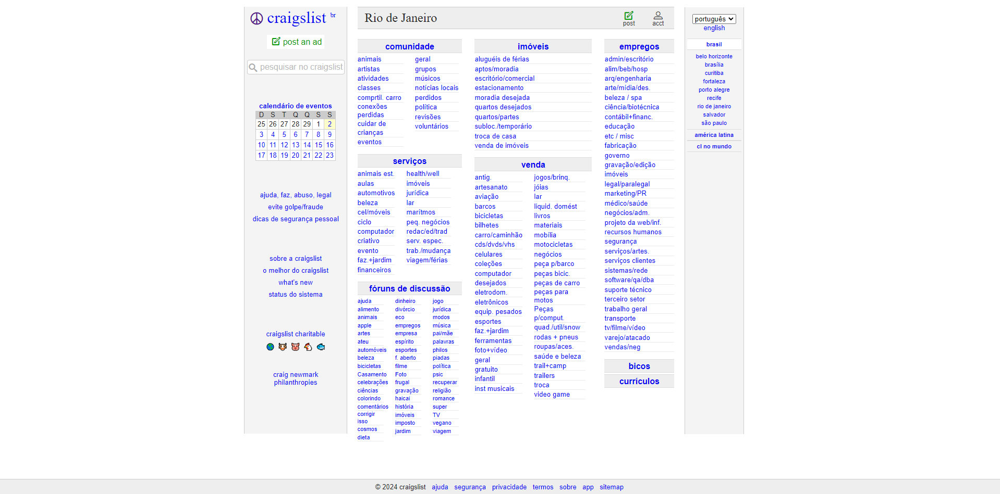 craigslist br
post an ad
pesquisar no craigslist
calendário de eventos
D S T Q Q S S
25 26 27 28 29 1 2
3 4 5 6 7 8 9
10 11 12 13 14 15 16
17 18 19 20 21 22 23
ajuda, faz, abuso, legal
evite golpe/fraude
dicas de segurança pessoal
sobre a craigslist
o melhor do craigslist
what's new
status do sistema
craigslist charitable
craig newmark
philanthropies
Rio de Janeiro
post
acct
comunidade
animais
artistas
atividades
classes
comprtil. carro
conexões
perdidas
cuidar de
crianças
eventos
geral
grupos
músicos
notícias locais
perdidos
política
revisões
voluntários
serviços
animais est.
aulas
automotivos
beleza
cel/móveis
ciclo
computador
criativo
evento
faz.+jardim
financeiros
health/well
imóveis
jurídica
lar
marítmos
peq. negócios
redac/ed/trad
serv. espec.
trab./mudança
viagem/férias
fóruns de discussão
ajuda
alimento
animais
apple
artes
ateu
automóveis
beleza
bicicletas
Casamento
celebrações
ciências
colorindo
comentários
corrigir
isso
cosmos
dieta
dinheiro
divórcio
eco
empregos
empresa
espírito
esportes
f. aberto
filme
Foto
frugal
gravação
haicai
história
imóveis
imposto
jardim
jogo
jurídica
modos
música
pai/mãe
palavras
philos
piadas
política
psic
recuperar
religião
romance
super
TV
vegano
viagem
imóveis
aluguéis de férias
aptos/moradia
escritório/comercial
estacionamento
moradia desejada
quartos desejados
quartos/partes
subloc./temporário
troca de casa
venda de imóveis
venda
antig.
artesanato
aviação
barcos
bicicletas
bilhetes
carro/caminhão
cds/dvds/vhs
celulares
coleções
computador
desejados
eletrodom.
eletrônicos
equip. pesados
esportes
faz.+jardim
ferramentas
foto+vídeo
geral
gratuito
infantil
inst musicais
jogos/brinq.
jóias
lar
liquid. domést
livros
materiais
mobília
motocicletas
negócios
peça p/barco
peças bicic.
peças de carro
peças para
motos
Peças
p/comput.
quad./util/snow
rodas + pneus
roupas/aces.
saúde e beleza
trail+camp
trailers
troca
video game
empregos
admin/escritório
alim/beb/hosp
arq/engenharia
arte/mídia/des.
beleza / spa
ciência/biotécnica
contábil+financ.
educação
etc / misc
fabricação
governo
gravação/edição
imóveis
legal/paralegal
marketing/PR
médico/saúde
negócios/adm.
projeto da web/inf.
recursos humanos
segurança
serviços/artes.
serviços clientes
sistemas/rede
software/qa/dba
suporte técnico
terceiro setor
trabalho geral
transporte
tv/filme/vídeo
varejo/atacado
vendas/neg
bicos
currículos
português
english
brasil
belo horizonte
brasília
curitiba
fortaleza
porto alegre
recife
rio de janeiro
salvador
são paulo
américa latina
cl no mundo
© 2024 craigslist ajuda segurança privacidade termos sobre app sitemap